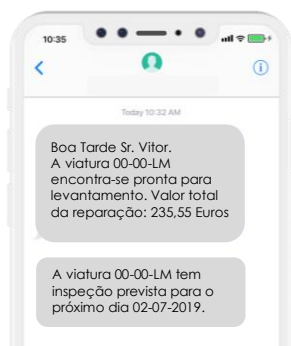 10:35
Today 10:32 AM
Boa Tarde Sr. Vitor.
A viatura 00-00-LM
encontra-se pronta para
levantamento. Valor total
da reparação: 235,55 Euros
A viatura 00-00-LM tem
inspeção prevista para o
próximo dia 02-07-2019.